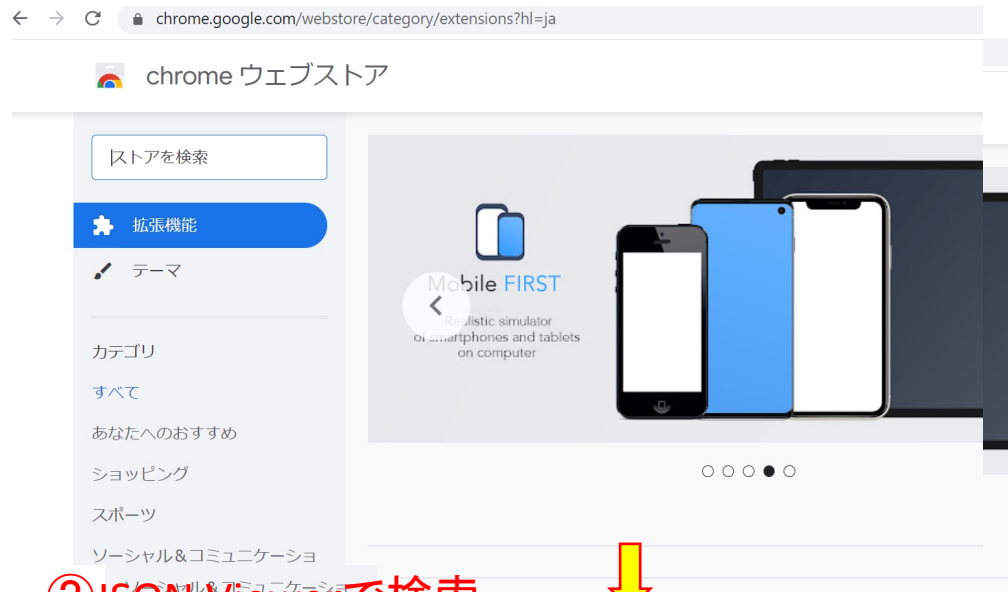 chrome.google.com/webstore/category/extensions?hl=ja
chrome ウェブストア
ストアを検索
拡張機能
テーマ
カテゴリ
すべて
あなたへのおすすめ
ショッピング
スポーツ
ソーシャル&コミュニケーショ
Mobile FIRST
Realistic simulator
of smartphones and tablets
on computer
で検索